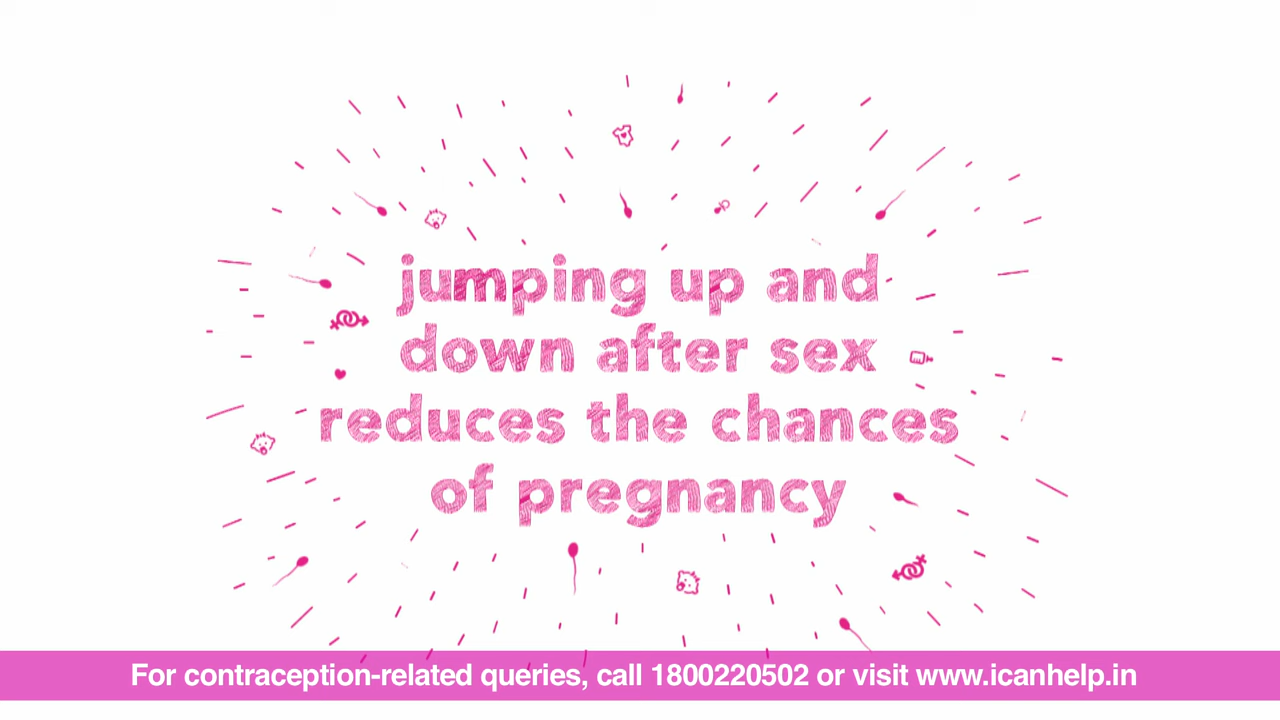 jumping up and
down after sex
reduces the chances
of pregnancy
For contraception-related queries, call 1800220502 or visit www.icanhelp.in